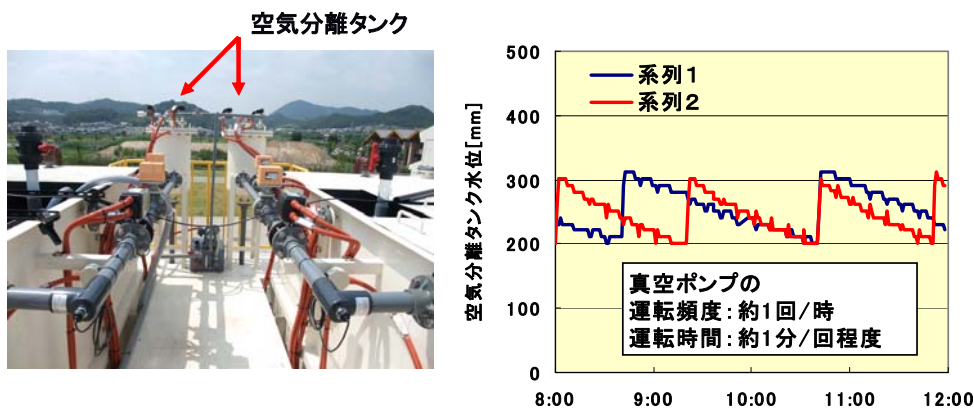 空気分離タンク
空気分離タンク水位[mm]
500
400
300
200
100
0
系列1
系列2
真空ポンプの
運転頻度:約1回/時
運転時間:約1分/回程度
8:00 9:00 10:00 11:00 12:00